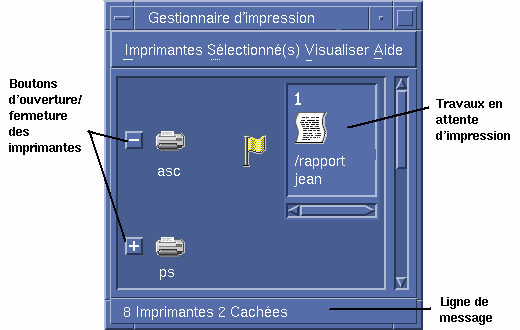 Gestionnaire d'impression
Imprimantes Sélectionné(s) Visualiser Aide
Boutons
d'ouverture/
fermeture
des
imprimantes
asc
1
/rapport
jean
Travaux en
attente
d'impression
ps
8 Imprimantes 2 Cachées
Ligne de
message